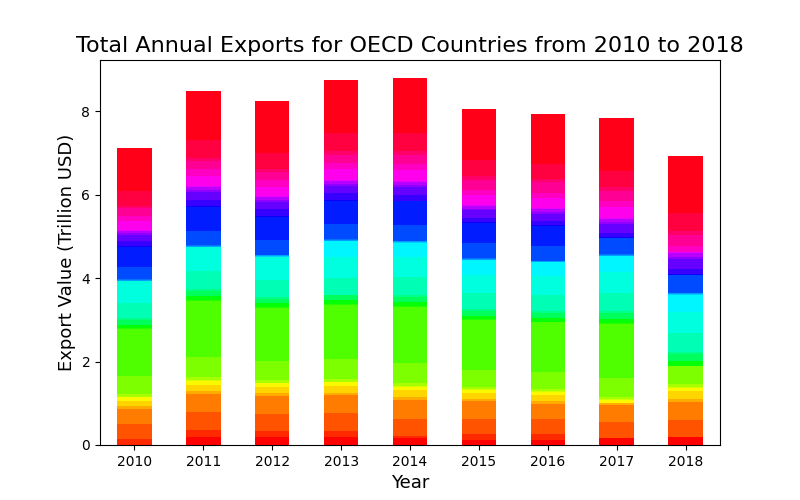 Total Annual Exports for OECD Countries from 2010 to 2018
Export Value (Trillion USD)
8
6
4
2
0
2010 2011 2012 2013 2014 2015 2016 2017 2018
Year